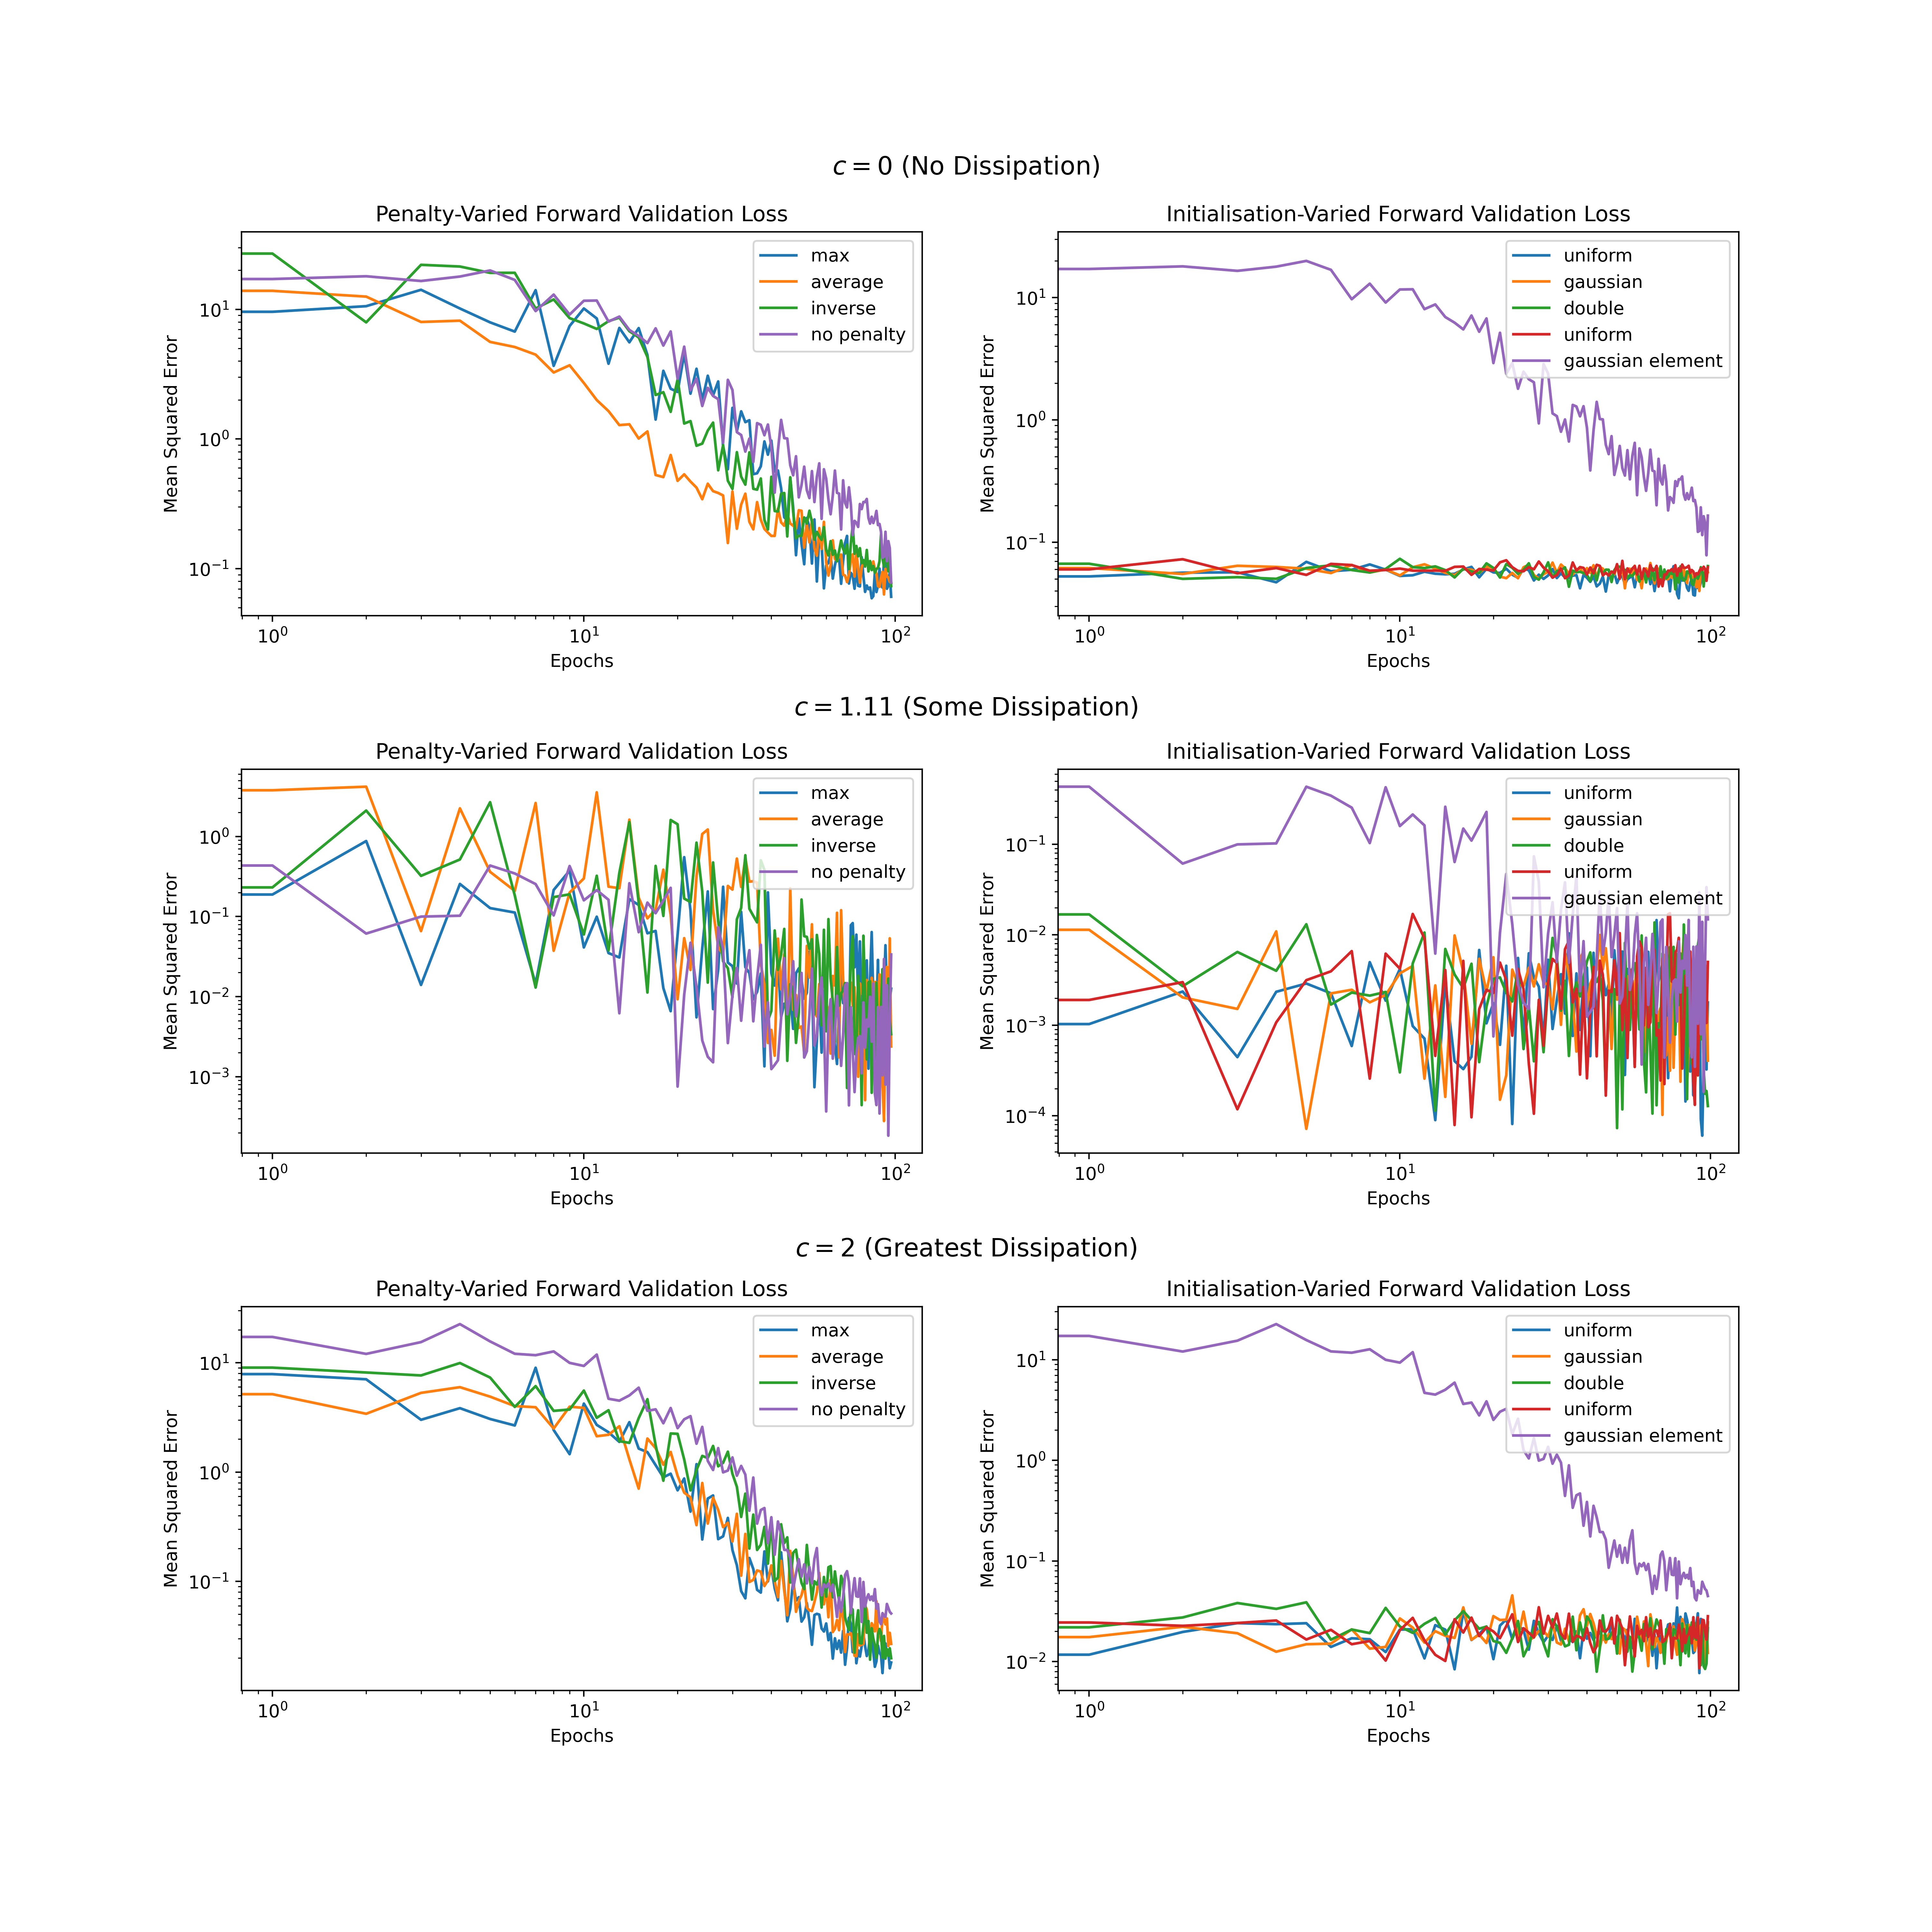 c = 0 (No Dissipation)
Penalty-Varied Forward Validation Loss
Mean Squared Error
10¹
10⁰
10⁻¹
max
average
inverse
no penalty
10⁰ 10¹ 10²
Epochs
Initialisation-Varied Forward Validation Loss
Mean Squared Error
10¹
10⁰
10⁻¹
uniform
gaussian
double
uniform
gaussian element
10⁰ 10¹ 10²
Epochs
c = 1.11 (Some Dissipation)
Penalty-Varied Forward Validation Loss
Mean Squared Error
10⁰
10⁻¹
10⁻²
10⁻³
max
average
inverse
no penalty
10⁰ 10¹ 10²
Epochs
Initialisation-Varied Forward Validation Loss
Mean Squared Error
10⁻¹
10⁻²
10⁻³
10⁻⁴
uniform
gaussian
double
uniform
gaussian element
10⁰ 10¹ 10²
Epochs
c = 2 (Greatest Dissipation)
Penalty-Varied Forward Validation Loss
Mean Squared Error
10¹
10⁰
10⁻¹
max
average
inverse
no penalty
10⁰ 10¹ 10²
Epochs
Initialisation-Varied Forward Validation Loss
Mean Squared Error
10¹
10⁰
10⁻¹
10⁻²
uniform
gaussian
double
uniform
gaussian element
10⁰ 10¹ 10²
Epochs